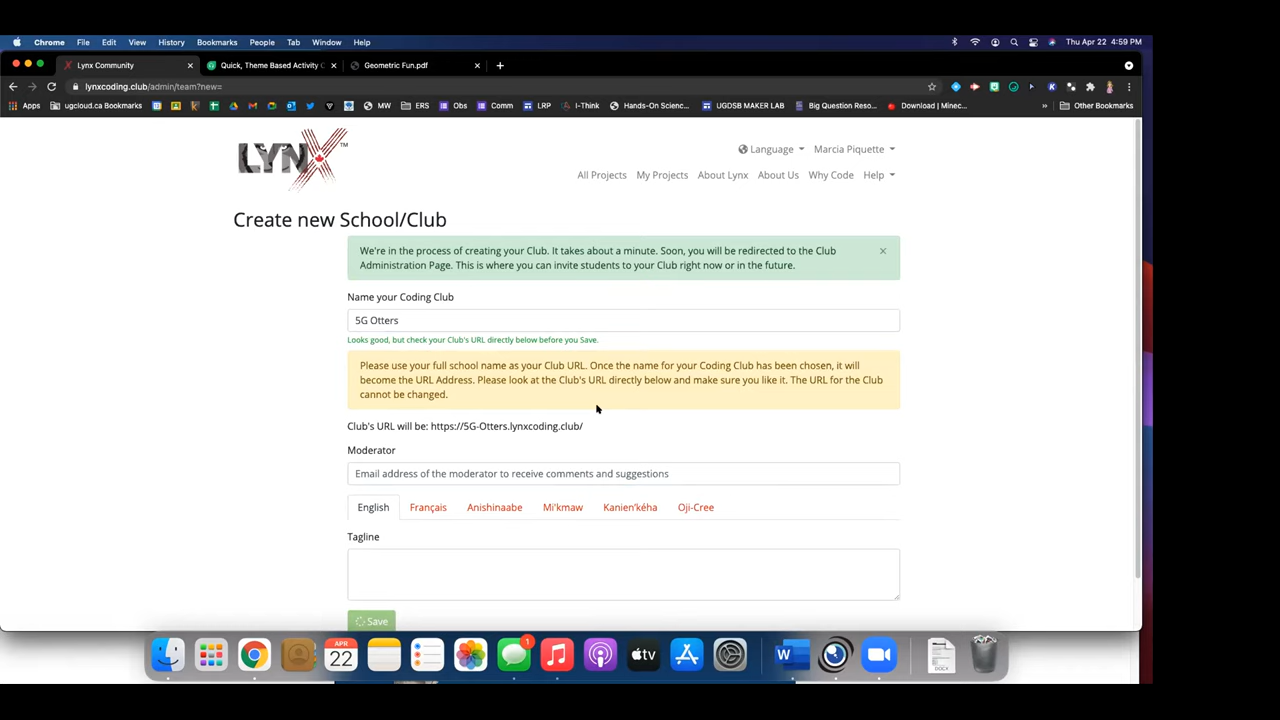 Chrome File Edit View History Bookmarks People Tab Window Help Thu Apr 22 4:59 PM
Lynx Community Quick, Theme Based Activity C Geometric Fun.pdf
lynxcoding.club/admin/team?new=
Apps ugcloud.ca Bookmarks MW ERS Obs Comm LRP I-Think Hands-On Scienc... UGDSB MAKER LAB Big Question Reso... Download | Minec... » Other Bookmarks
LYNX™
Language Marcia Piquette
All Projects My Projects About Lynx About Us Why Code Help
Create new School/Club
We're in the process of creating your Club. It takes about a minute. Soon, you will be redirected to the Club
Administration Page. This is where you can invite students to your Club right now or in the future.
Name your Coding Club
5G Otters
Looks good, but check your Club's URL directly below before you Save.
Please use your full school name as your Club URL. Once the name for your Coding Club has been chosen, it will
become the URL Address. Please look at the Club's URL directly below and make sure you like it. The URL for the Club
cannot be changed.
Club's URL will be: https://5G-Otters.lynxcoding.club/
Moderator
Email address of the moderator to receive comments and suggestions
English Français Anishinaabe Mi'kmaw Kanien'kéha Oji-Cree
Tagline
Save
APR
22
1
tv
W
DOCX